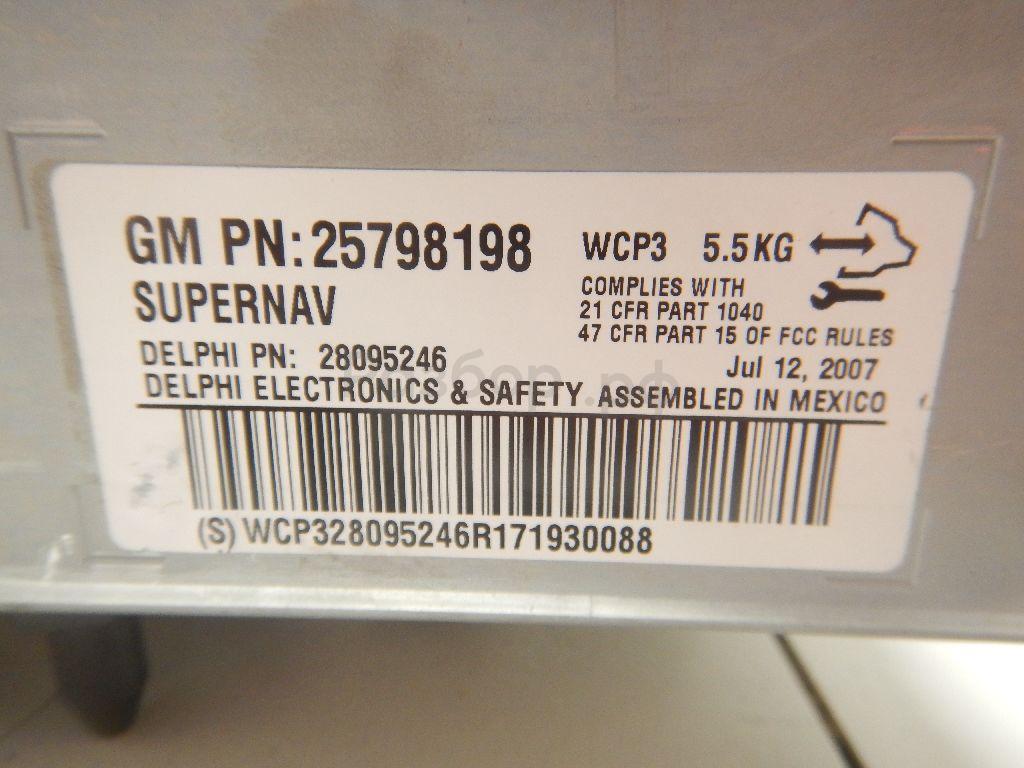 GM PN: 25798198
SUPERNAV
WCP3 5.5KG
COMPLIES WITH
21 CFR PART 1040
47 CFR PART 15 OF FCC RULES
DELPHI PN: 28095246
Jul 12, 2007
DELPHI ELECTRONICS & SAFETY ASSEMBLED IN MEXICO
(S) WCP328095246R171930088